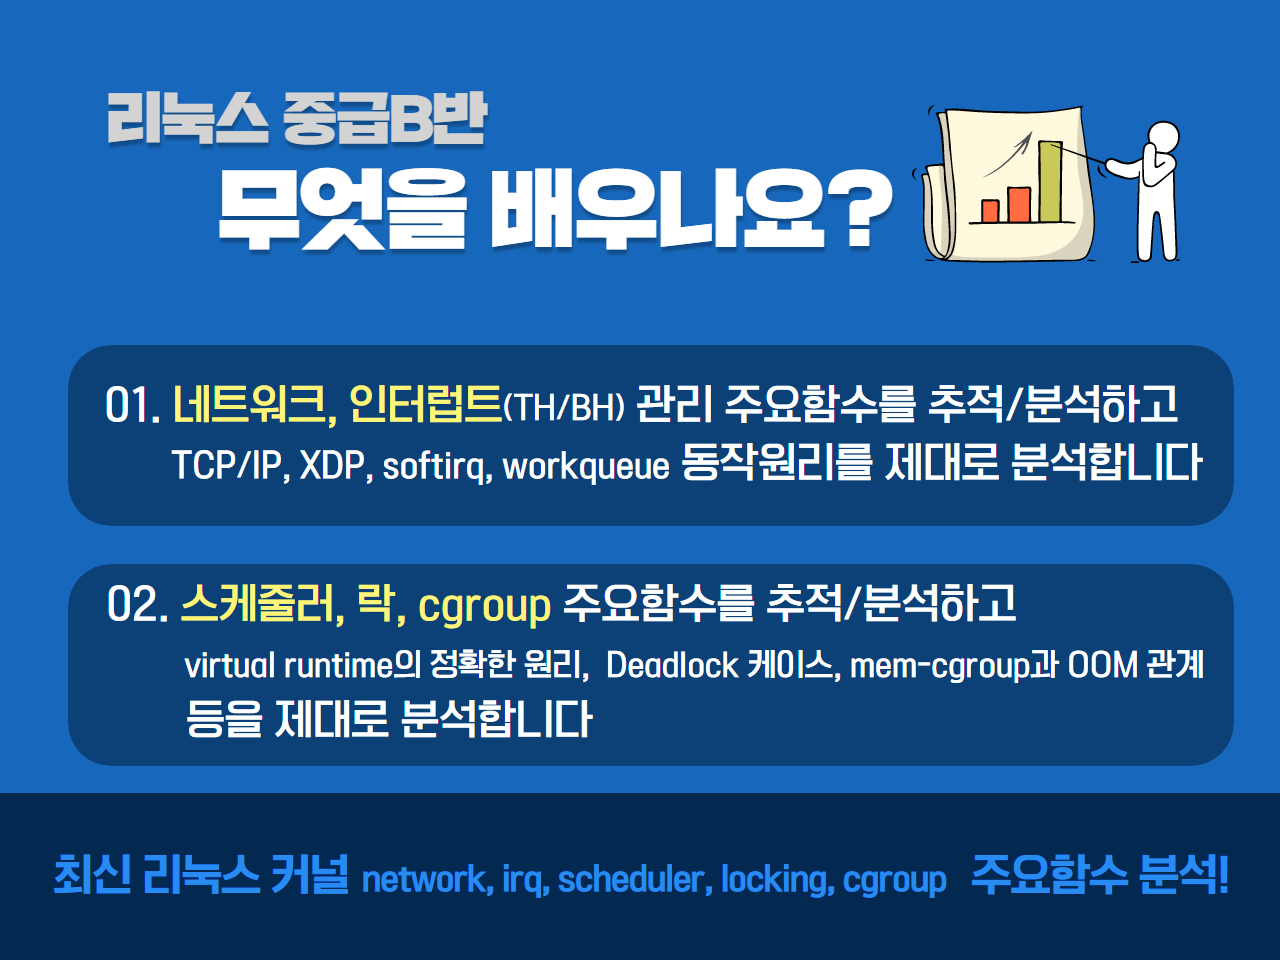 리눅스 중급B반
무엇을 배우나요?
01. 네트워크, 인터럽트(TH/BH) 관리 주요함수를 추적/분석하고
TCP/IP, XDP, softirq, workqueue 동작원리를 제대로 분석합니다
02. 스케줄러, 락, cgroup 주요함수를 추적/분석하고
virtual runtime의 정확한 원리, Deadlock 케이스, mem-cgroup과 OOM 관계
등을 제대로 분석합니다
최신 리눅스 커널 network, irq, scheduler, locking, cgroup 주요함수 분석!